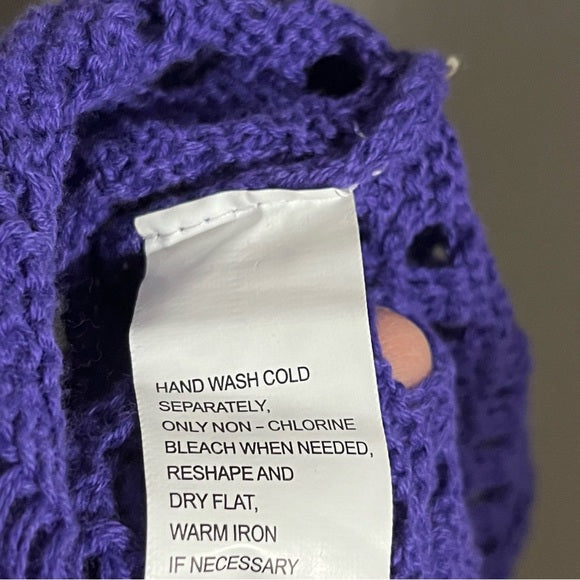 HAND WASH COLD
SEPARATELY,
ONLY NON – CHLORINE
BLEACH WHEN NEEDED,
RESHAPE AND
DRY FLAT,
WARM IRON
IF NECESSARY